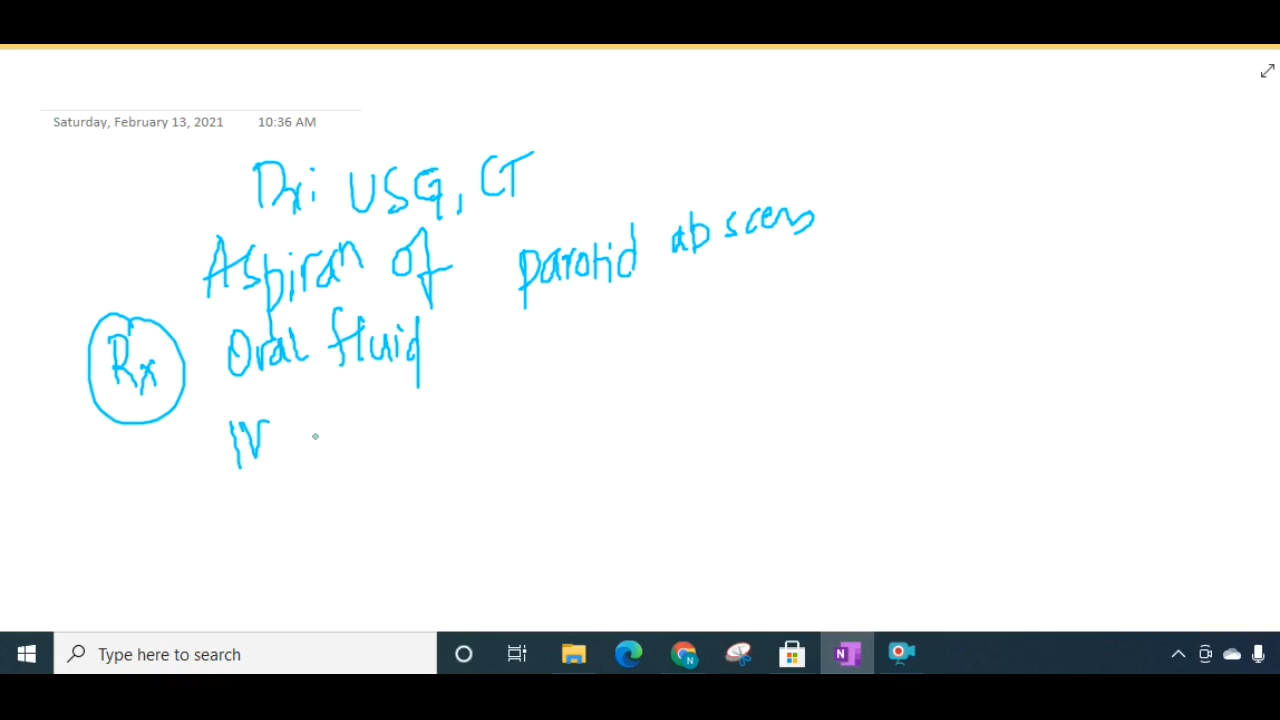 Saturday, February 13, 2021 10:36 AM
Dx: USG, CT
Aspiran of parotid abscess
Rx Oral fluid
IV
Type here to search